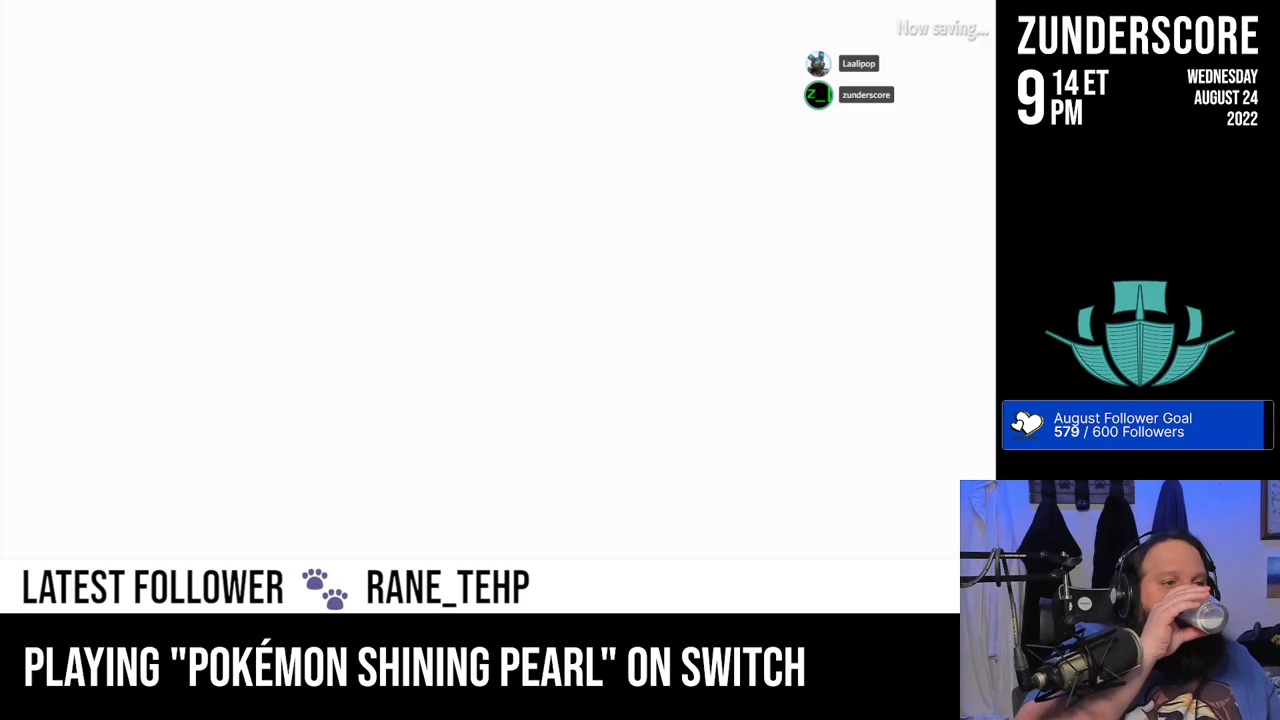 Now saving...
Laalipop
z_
zunderscore
ZUNDERSCORE
9 14 ET
PM
WEDNESDAY
AUGUST 24
2022
August Follower Goal
579 / 600 Followers
LATEST FOLLOWER RANE_TEHP
PLAYING "POKÉMON SHINING PEARL" ON SWITCH